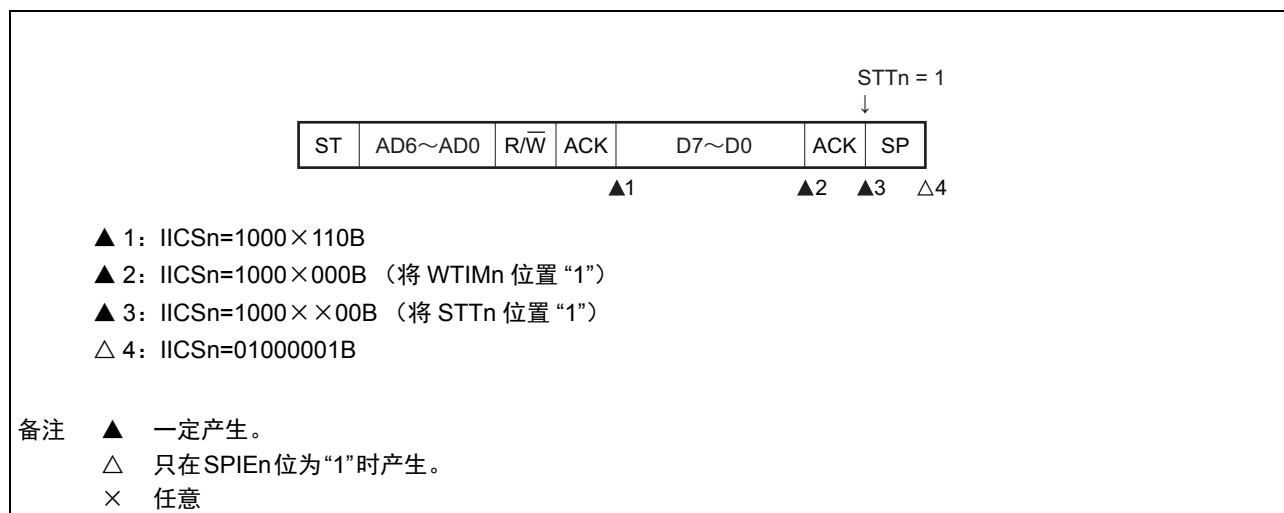 STTn = 1
↓
ST AD6～AD0 R/W̅ ACK D7～D0 ACK SP
▲1 ▲2 ▲3 △4
▲ 1：IICSn=1000×110B
▲ 2：IICSn=1000×000B （将 WTIMn 位置 “1”）
▲ 3：IICSn=1000××00B （将 STTn 位置 “1”）
△ 4：IICSn=01000001B
备注 ▲ 一定产生。
△ 只在SPIEn位为“1”时产生。
× 任意